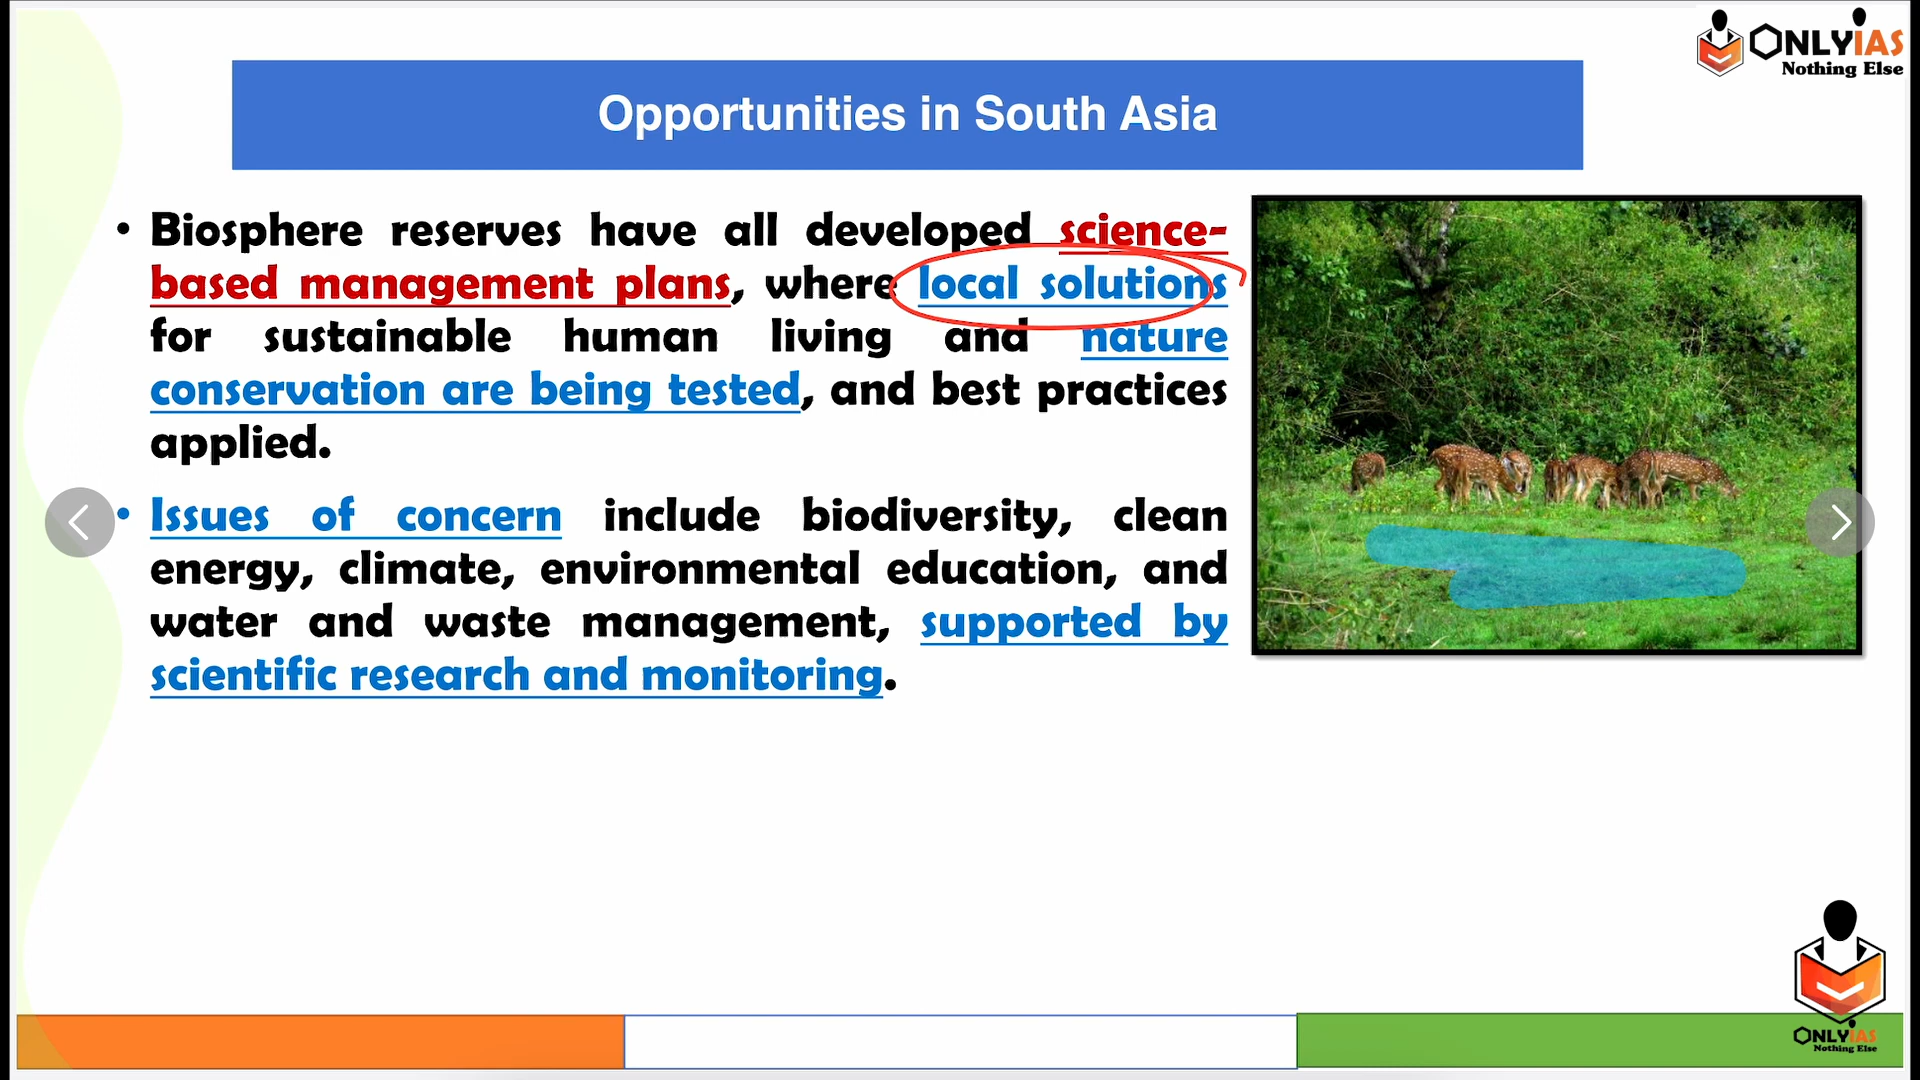 ONLYIAS
Nothing Else
Opportunities in South Asia
• Biosphere reserves have all developed science-
based management plans, where local solutions
for sustainable human living and nature
conservation are being tested, and best practices
applied.
• Issues of concern include biodiversity, clean
energy, climate, environmental education, and
water and waste management, supported by
scientific research and monitoring.
ONLYIAS
Nothing Else